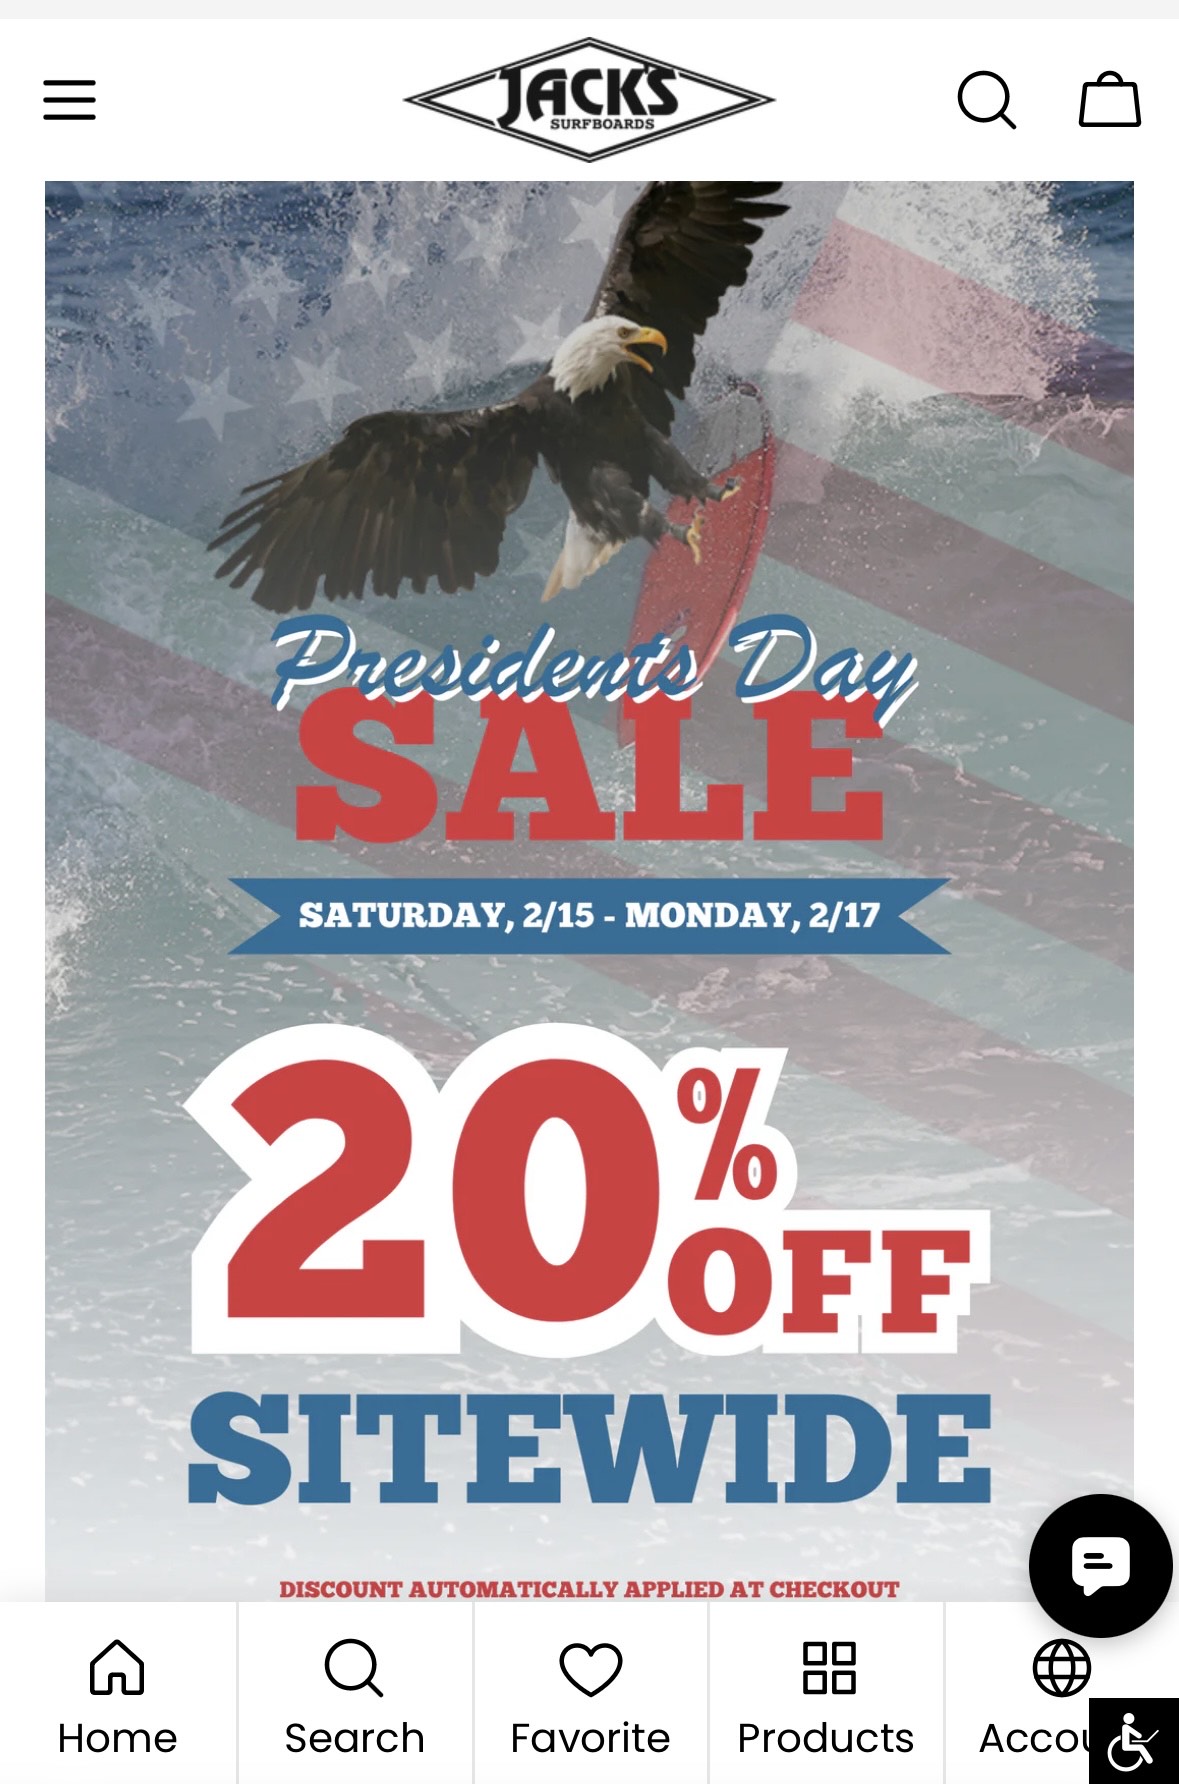 JACK'S
SURFBOARDS
Presidents Day
SALE
SATURDAY, 2/15 - MONDAY, 2/17
20%
OFF
SITEWIDE
DISCOUNT AUTOMATICALLY APPLIED AT CHECKOUT
Home
Search
Favorite
Products